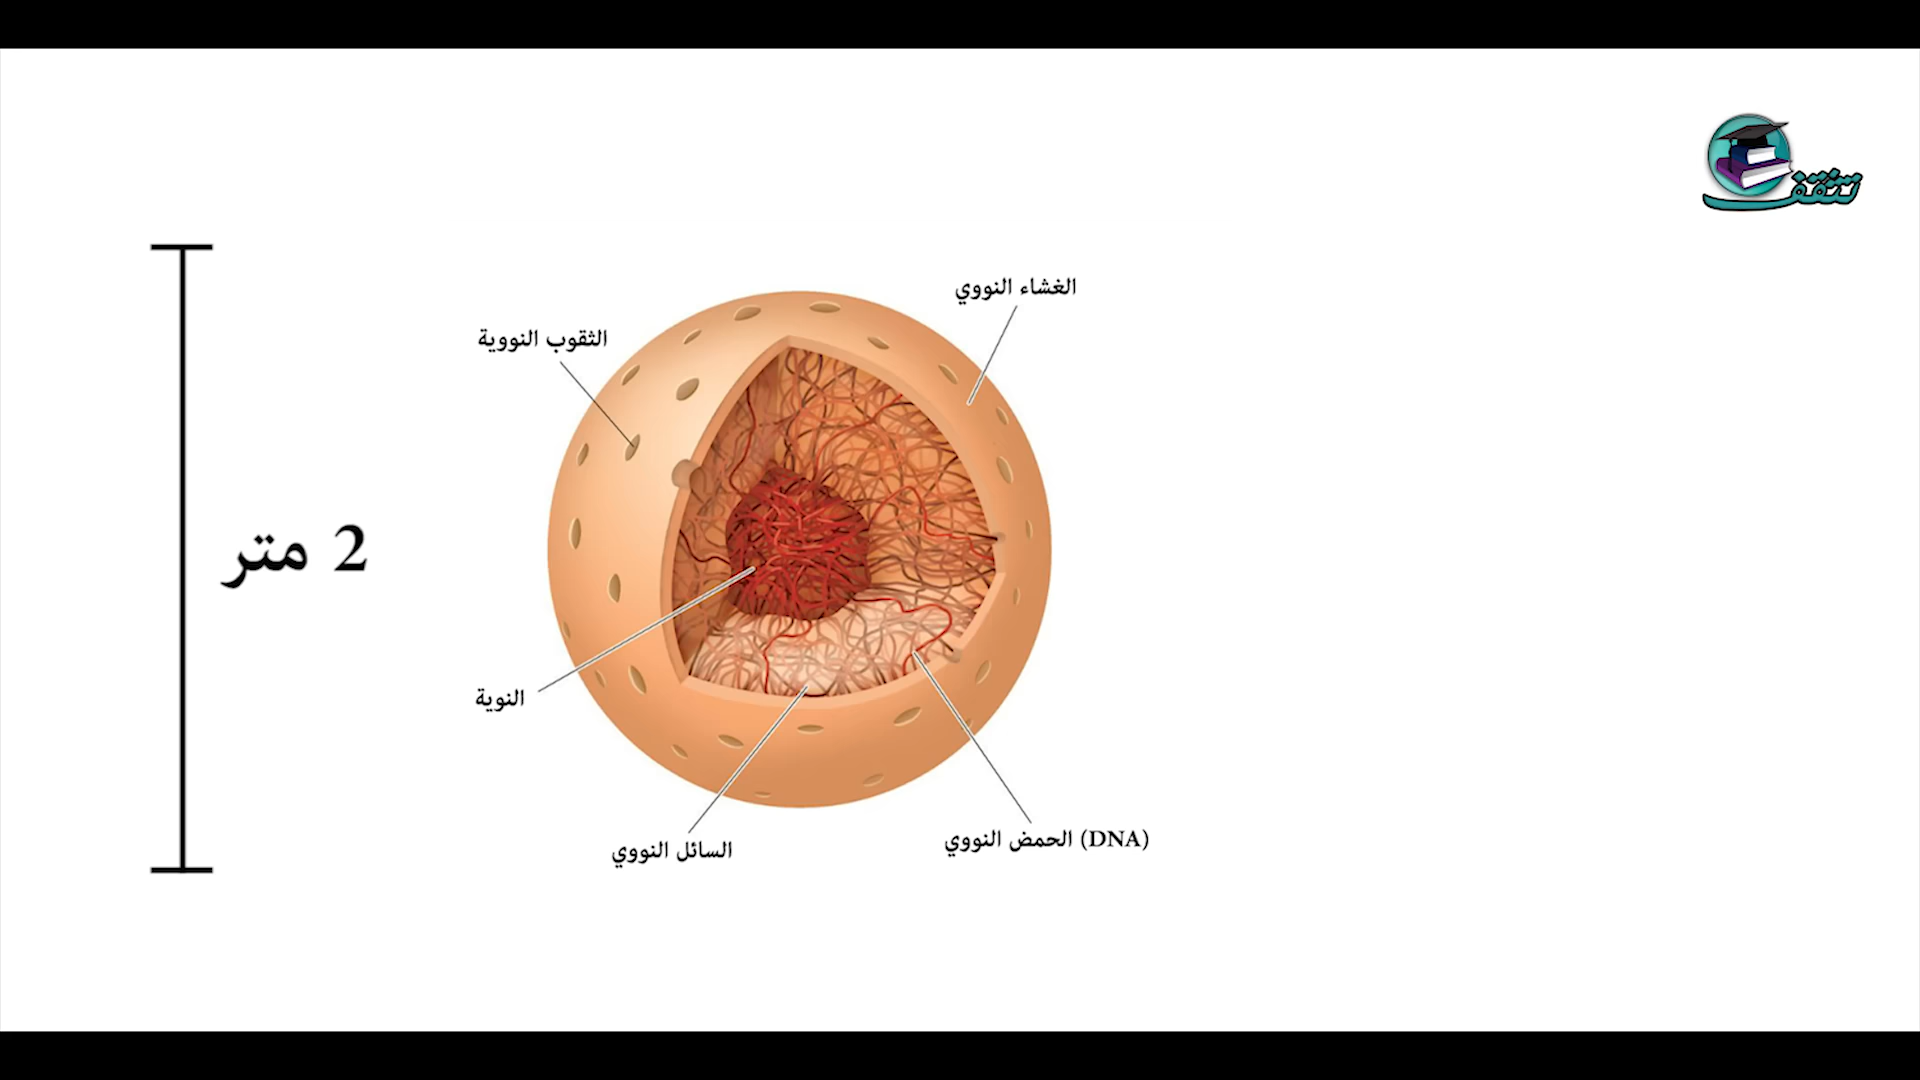 تثقف
الغشاء النووي
الثقوب النووية
2 متر
النوية
السائل النووي
الحمض النووي (DNA)